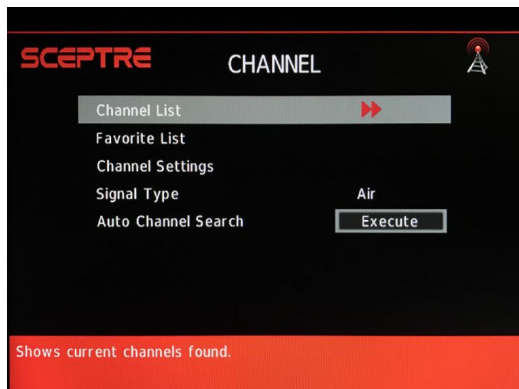 SCEPTRE
CHANNEL
Channel List
Favorite List
Channel Settings
Signal Type Air
Auto Channel Search Execute
Shows current channels found.